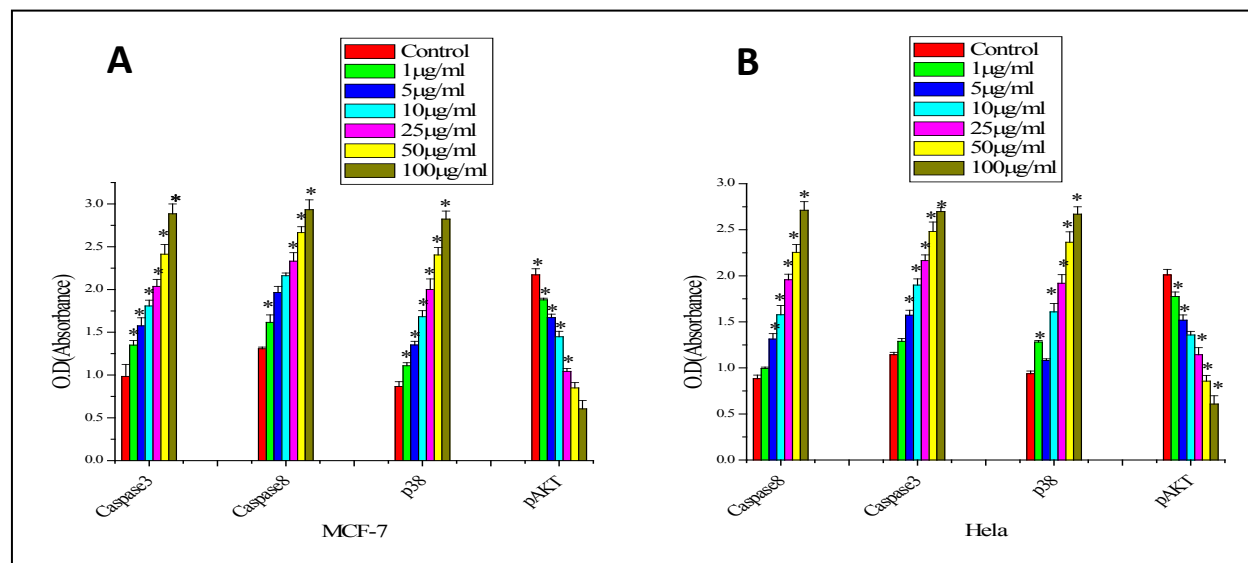 A
Control
1µg/ml
5µg/ml
10µg/ml
25µg/ml
50µg/ml
100µg/ml
O.D(Absorbance)
3.0
2.5
2.0
1.5
1.0
0.5
0.0
* * * * * *
* * * *
* * * * * *
* * * * *
Caspase3
Caspase8
p38
pAKT
MCF-7
B
Control
1µg/ml
5µg/ml
10µg/ml
25µg/ml
50µg/ml
100µg/ml
O.D(Absorbance)
3.0
2.5
2.0
1.5
1.0
0.5
0.0
* * * * *
* * * * *
* * * * *
* * * * *
Caspase8
Caspase3
p38
pAKT
Hela